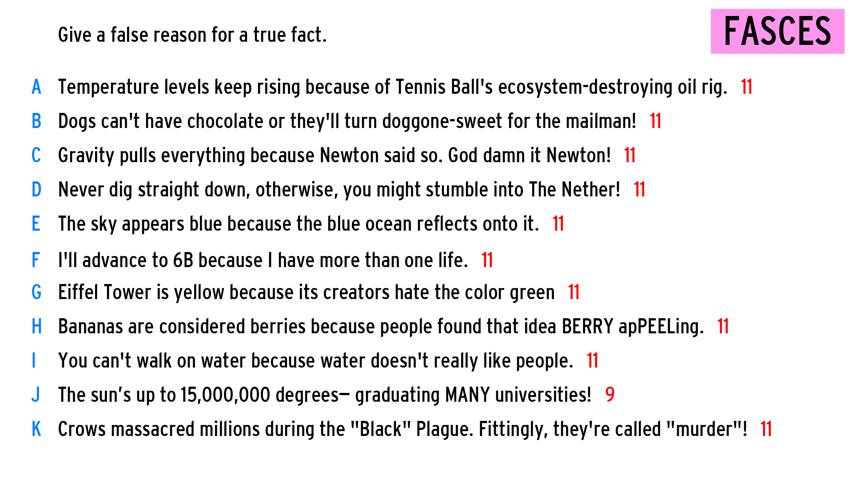 Give a false reason for a true fact.
FASCES
A Temperature levels keep rising because of Tennis Ball's ecosystem-destroying oil rig. 11
B Dogs can't have chocolate or they'll turn doggone-sweet for the mailman! 11
C Gravity pulls everything because Newton said so. God damn it Newton! 11
D Never dig straight down, otherwise, you might stumble into The Nether! 11
E The sky appears blue because the blue ocean reflects onto it. 11
F I'll advance to 6B because I have more than one life. 11
G Eiffel Tower is yellow because its creators hate the color green 11
H Bananas are considered berries because people found that idea BERRY apPEELing. 11
I You can't walk on water because water doesn't really like people. 11
J The sun’s up to 15,000,000 degrees— graduating MANY universities! 9
K Crows massacred millions during the "Black" Plague. Fittingly, they're called "murder"! 11